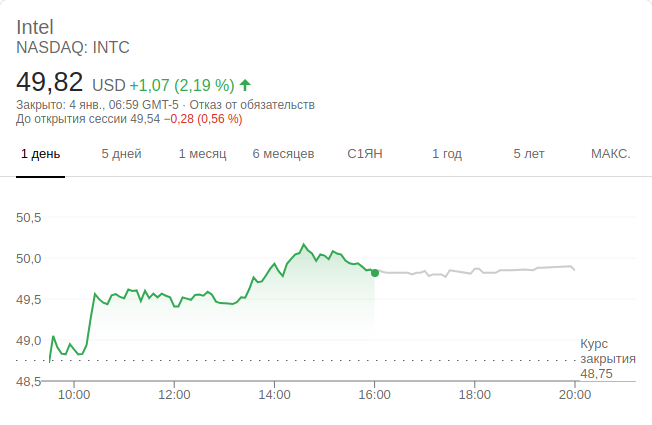 Intel
NASDAQ: INTC
49,82 USD +1,07 (2,19 %)
Закрыто: 4 янв., 06:59 GMT-5 · Отказ от обязательств
До открытия сессии 49,54 −0,28 (0,56 %)
1 день 5 дней 1 месяц 6 месяцев С1ЯН 1 год 5 лет МАКС.
50,5
50,0
49,5
49,0
Курс
закрытия
48,75
48,5
10:00 12:00 14:00 16:00 18:00 20:00